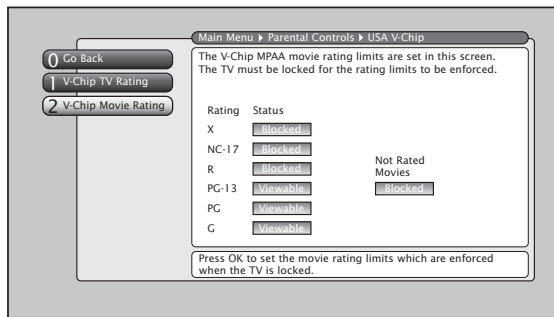 Main Menu ▶ Parental Controls ▶ USA V-Chip
0 Go Back
1 V-Chip TV Rating
2 V-Chip Movie Rating
The V-Chip MPAA movie rating limits are set in this screen.
The TV must be locked for the rating limits to be enforced.
Rating Status
X Blocked
NC-17 Blocked
R Blocked
PG-13 Viewable
PG Viewable
G Viewable
Not Rated
Movies
Blocked
Press OK to set the movie rating limits which are enforced
when the TV is locked.